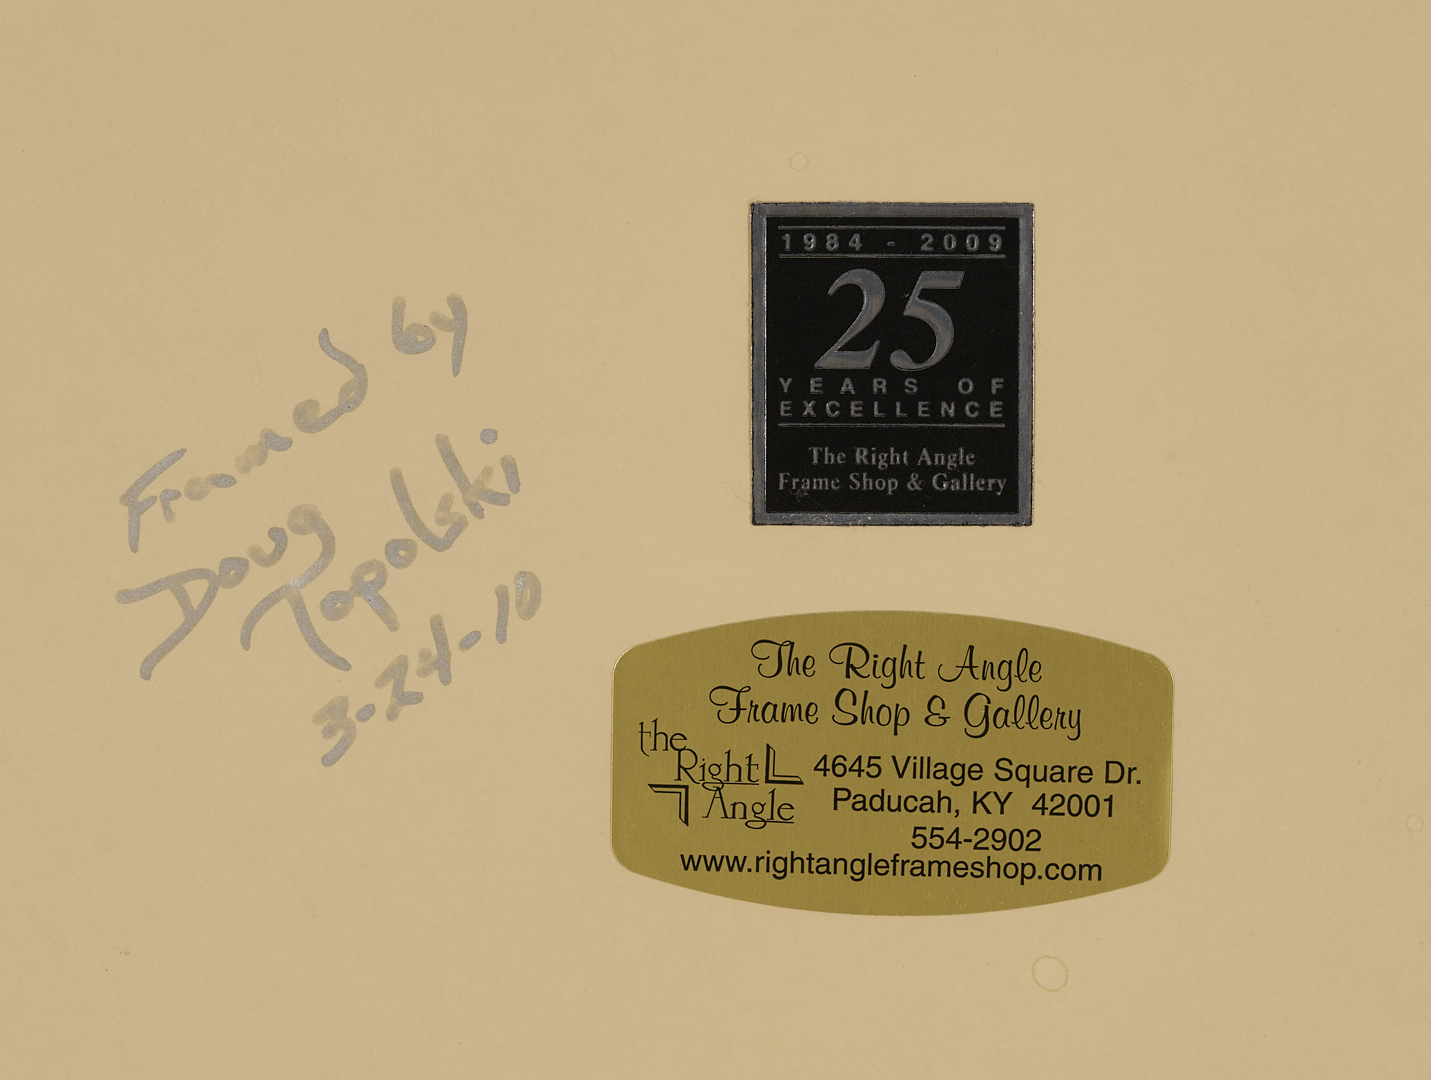 Framed by
Doug
Topolski
3-24-10
1984 - 2009
25
YEARS OF
EXCELLENCE
The Right Angle
Frame Shop & Gallery
The Right Angle
Frame Shop & Gallery
the
Right
Angle
4645 Village Square Dr.
Paducah, KY 42001
554-2902
www.rightangleframeshop.com